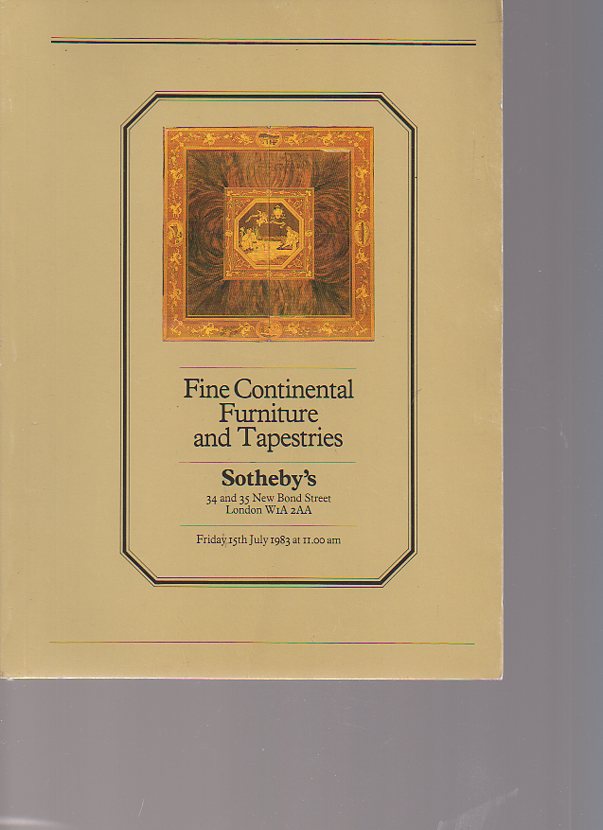 Fine Continental
Furniture
and Tapestries
Sotheby's
34 and 35 New Bond Street
London W1A 2AA
Friday, 15th July 1983 at 11.00 am